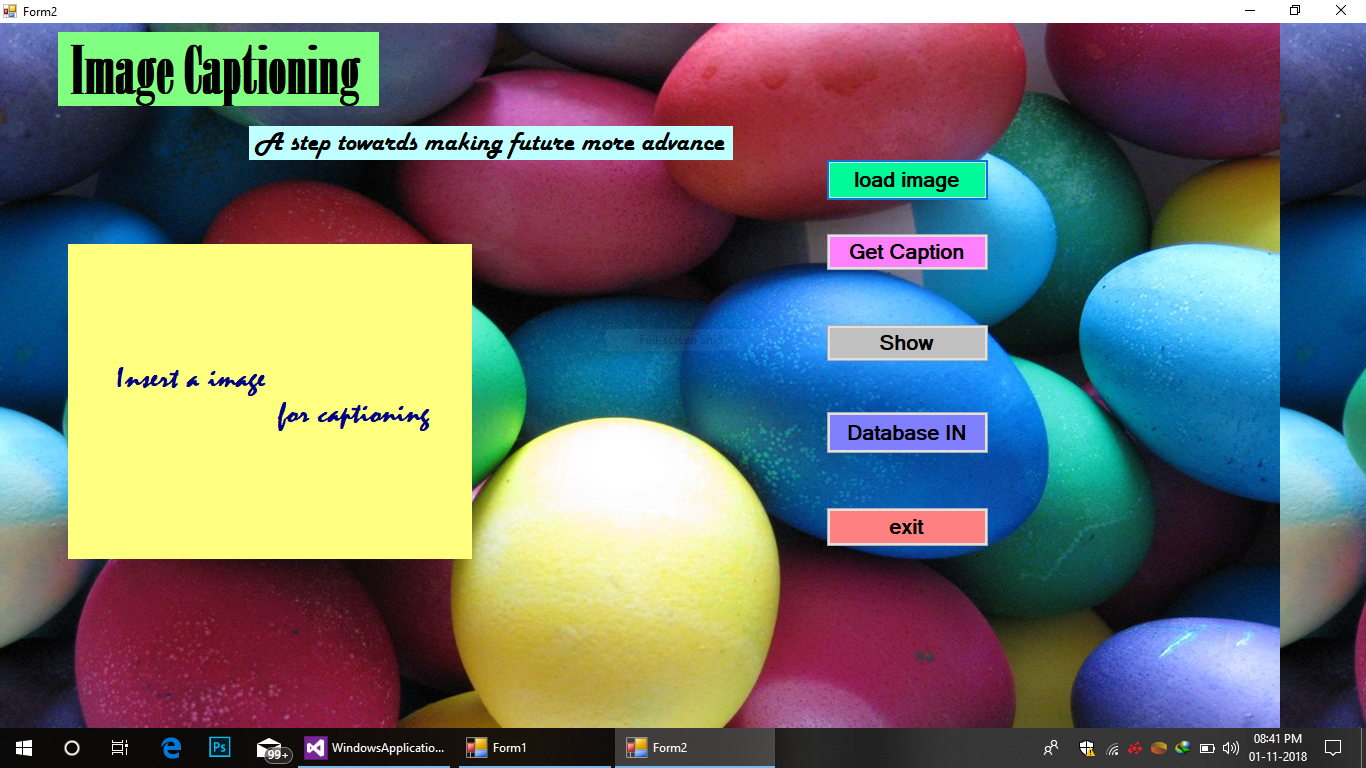 Form2
Image Captioning
A step towards making future more advance
load image
Get Caption
Insert a image
for captioning
Full-screen Snip
Show
Database IN
exit
Ps
99+
WindowsApplicatio...
Form1
Form2
08:41 PM
01-11-2018